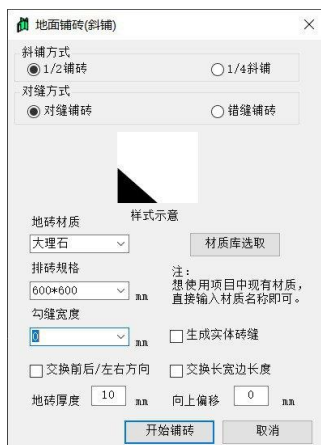 地面铺砖(斜铺)
斜铺方式
1/2铺砖 1/4斜铺
对缝方式
对缝铺砖 错缝铺砖
样式示意
地砖材质
大理石 材质库选取
排砖规格
600*600 mm
注:
想使用项目中现有材质,
直接输入材质名称即可。
勾缝宽度
0 mm 生成实体砖缝
交换前后/左右方向 交换长宽边长度
地砖厚度 10 mm 向上偏移 0 mm
开始铺砖 取消